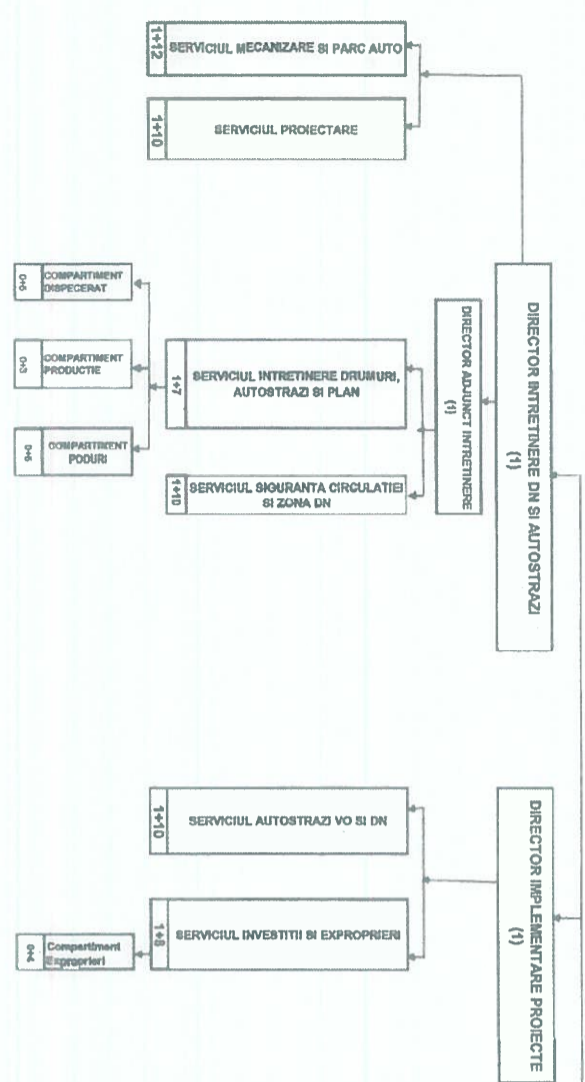 DIRECTOR INTRETINERE DN SI AUTOSTRAZI
(1)
DIRECTOR ADJUNCT INTRETINERE
(1)
SERVICIUL MECANIZARE SI PARC AUTO
1+12
SERVICIUL PROIECTARE
1+10
SERVICIUL INTRETINERE DRUMURI,
AUTOSTRAZI SI PLAN
1+7
SERVICIUL SIGURANTA CIRCULATIEI
SI ZONA DN
1+10
COMPARTIMENT
DISPECERAT
0+5
COMPARTIMENT
PRODUCTIE
0+3
COMPARTIMENT
PODURI
DIRECTOR IMPLEMENTARE PROIECTE
(1)
SERVICIUL AUTOSTRAZI VO SI DN
1+10
SERVICIUL INVESTITII SI EXPROPRIERI
1+8
Compartiment
Exproprieri
0+4